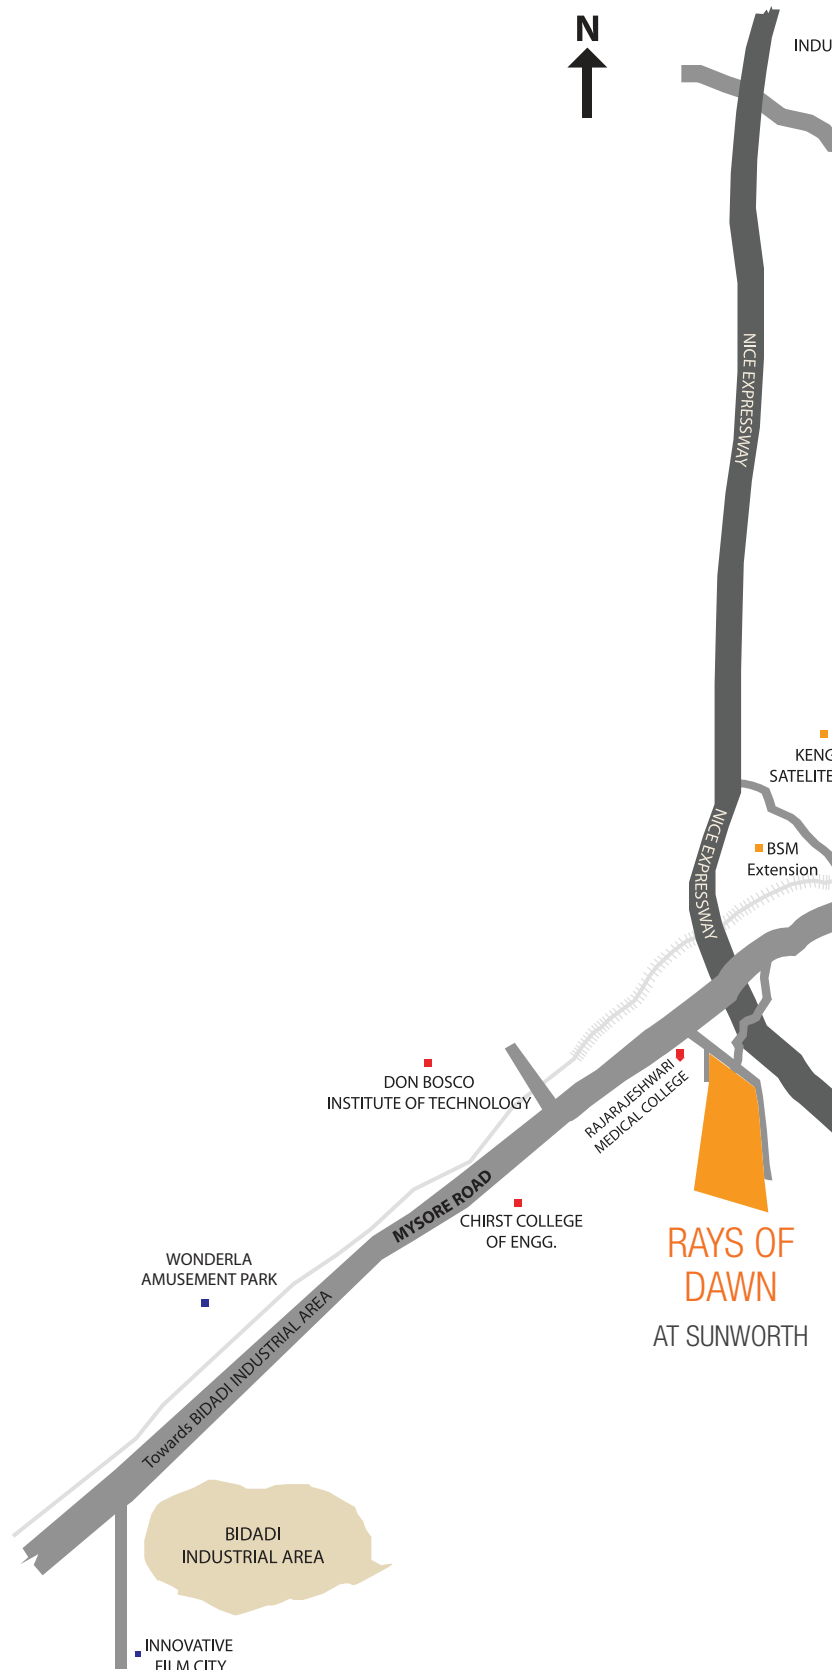 N
INDU
NICE EXPRESSWAY
KENG
SATELITE
NICE EXPRESSWAY
BSM
Extension
DON BOSCO
INSTITUTE OF TECHNOLOGY
RAJARAJESHWARI
MEDICAL COLLEGE
MYSORE ROAD
CHIRST COLLEGE
OF ENGG.
RAYS OF
DAWN
AT SUNWORTH
WONDERLA
AMUSEMENT PARK
Towards BIDADI INDUSTRIAL AREA
BIDADI
INDUSTRIAL AREA
INNOVATIVE
FILM CITY